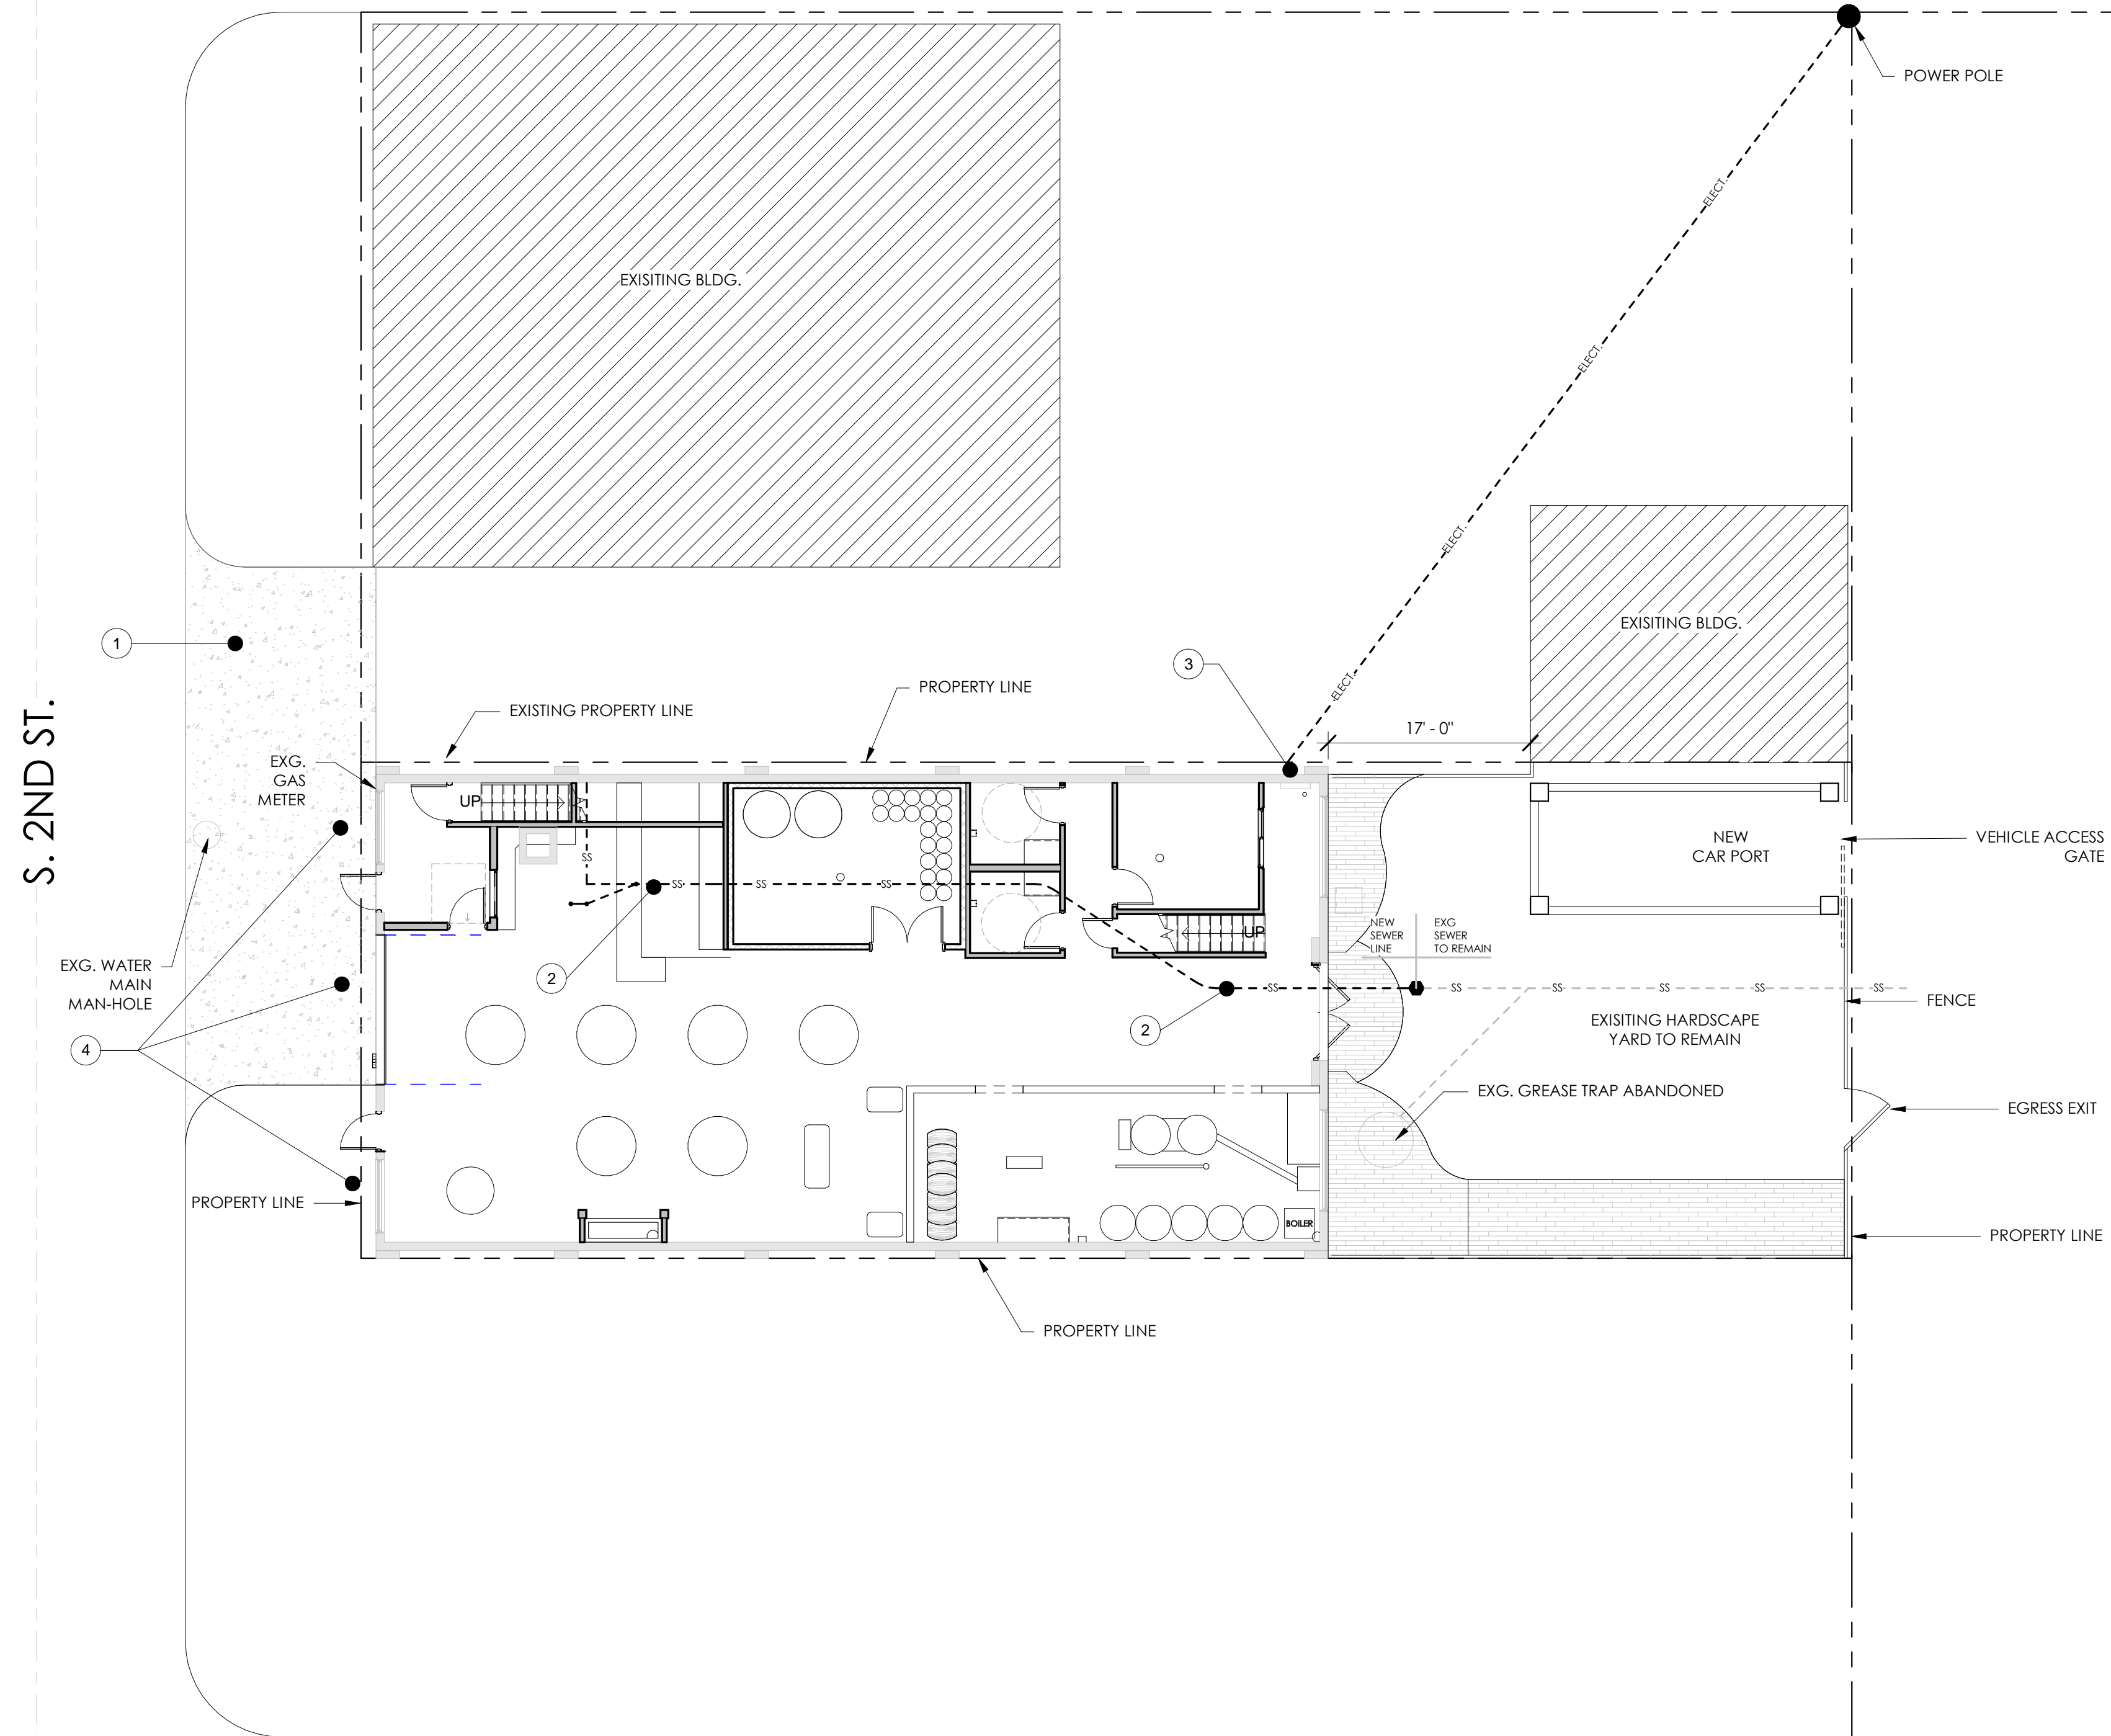 POWER POLE
ELECT.
EXISITING BLDG.
ELECT.
ELECT.
EXISITING BLDG.
1
3
ELECT.
PROPERTY LINE
EXISTING PROPERTY LINE
17' - 0"
S. 2ND ST.
EXG.
GAS
METER
UP
NEW
CAR PORT
VEHICLE ACCESS
GATE
SS
SS
SS
SS
NEW
SEWER
LINE
EXG
SEWER
TO REMAIN
UP
EXG. WATER
MAIN
MAN-HOLE
2
SS
SS
SS
SS
SS
SS
FENCE
2
4
EXISITING HARDSCAPE
YARD TO REMAIN
EXG. GREASE TRAP ABANDONED
EGRESS EXIT
PROPERTY LINE
BOILER
PROPERTY LINE
PROPERTY LINE